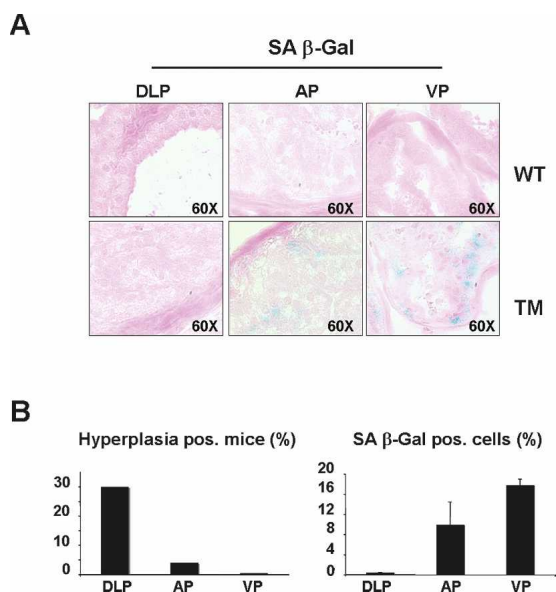 A
SA β-Gal
DLP AP VP
60X 60X 60X WT
60X 60X 60X TM
B
Hyperplasia pos. mice (%)
30
20
10
0
DLP AP VP
SA β-Gal pos. cells (%)
20
16
12
8
4
0
DLP AP VP